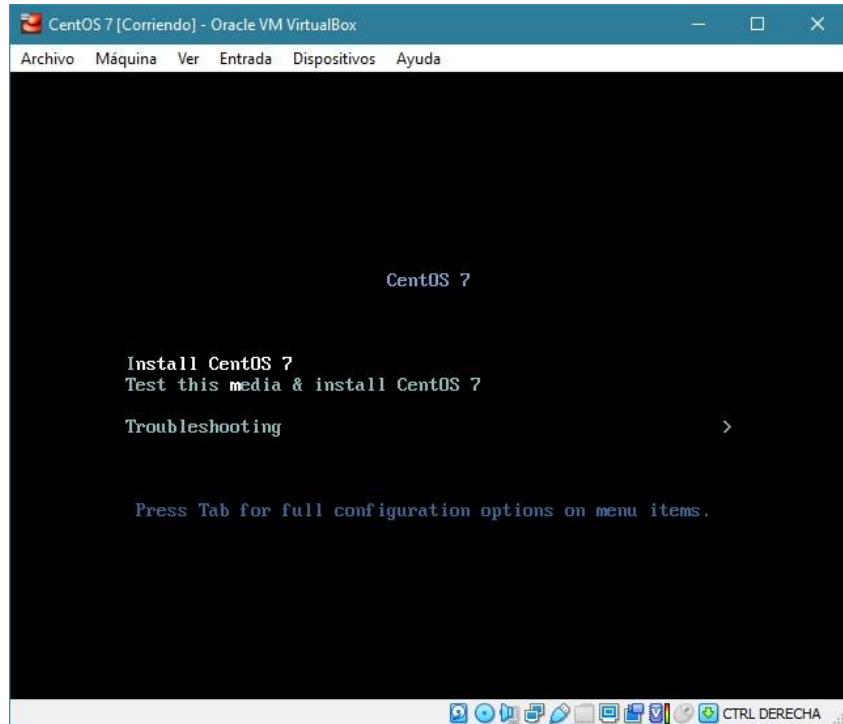 CentOS 7 [Corriendo] - Oracle VM VirtualBox
Archivo Máquina Ver Entrada Dispositivos Ayuda
CentOS 7
Install CentOS 7
Test this media & install CentOS 7
Troubleshooting >
Press Tab for full configuration options on menu items.
CTRL DERECHA